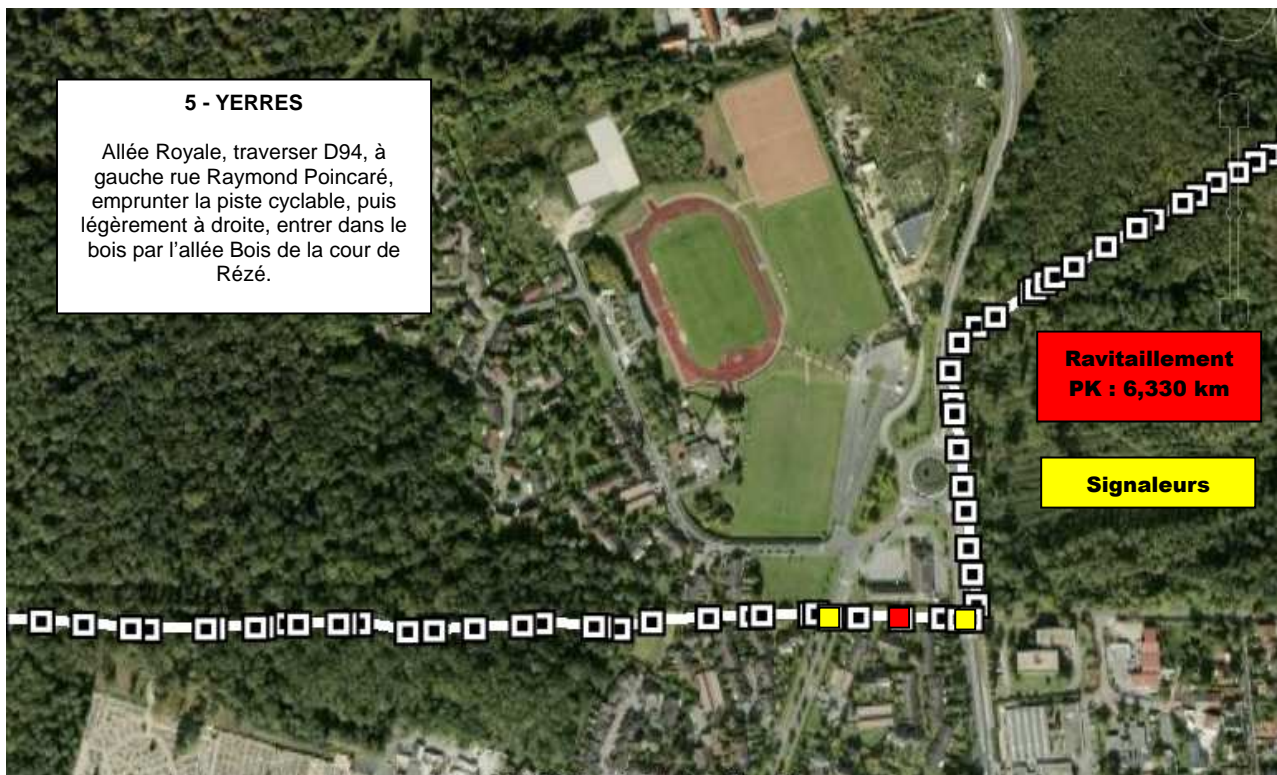 5 - YERRES
Allée Royale, traverser D94, à
gauche rue Raymond Poincaré,
emprunter la piste cyclable, puis
légèrement à droite, entrer dans le
bois par l’allée Bois de la cour de
Rézé.
Ravitaillement
PK : 6,330 km
Signaleurs